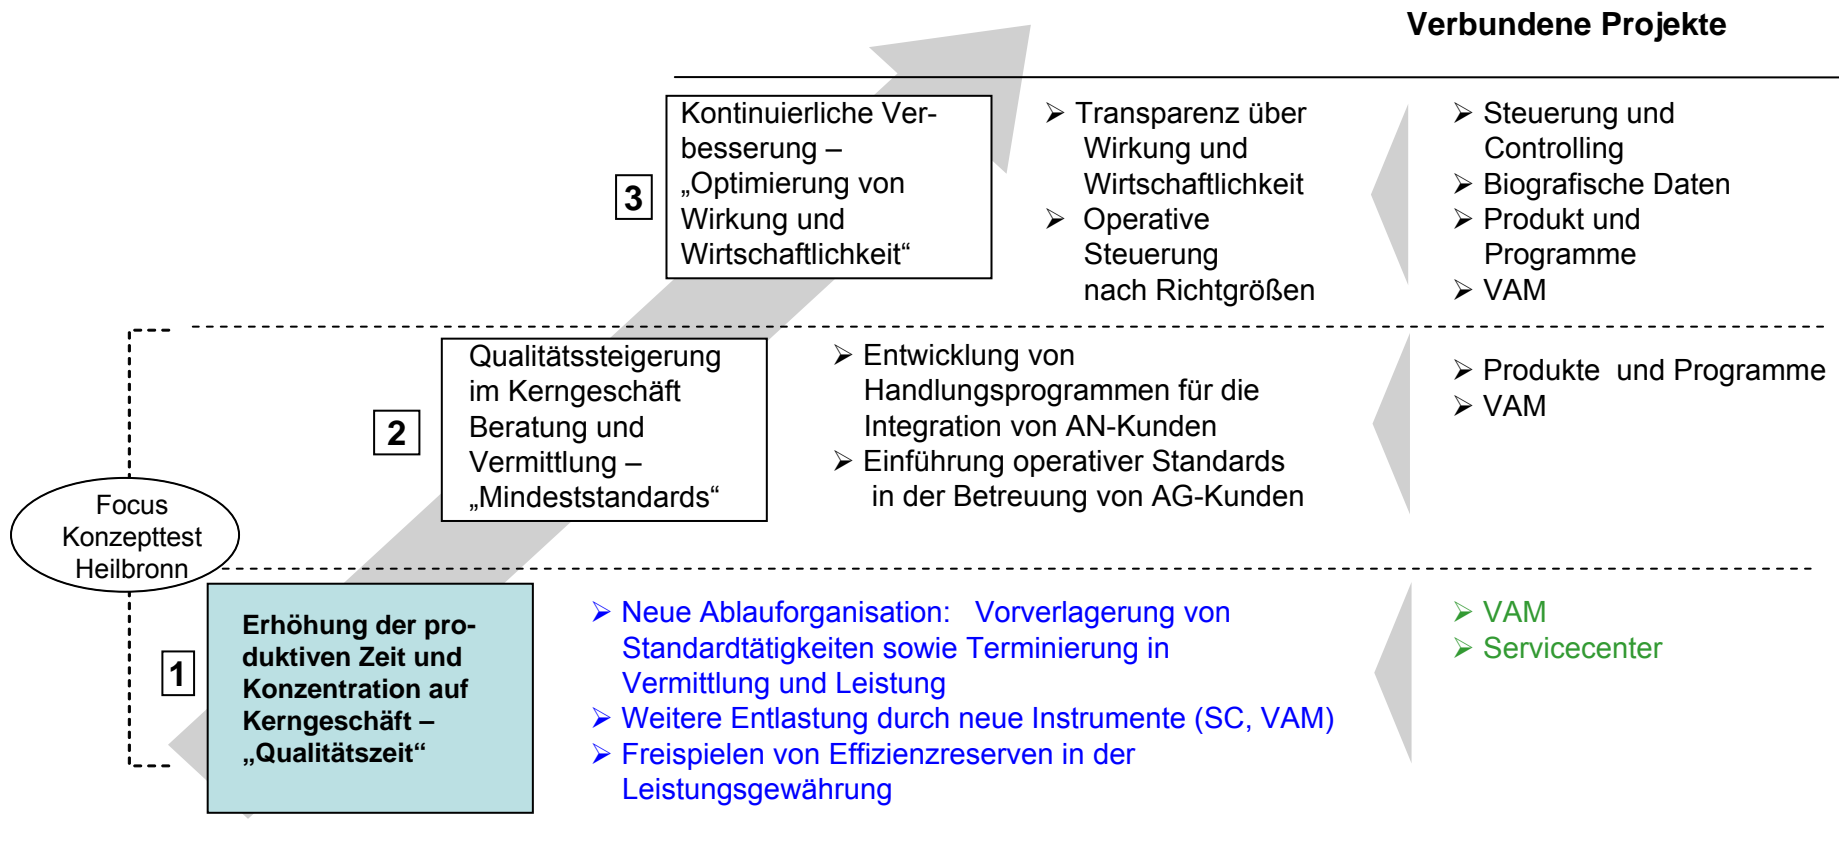 Verbundene Projekte
3
Kontinuierliche Ver-
besserung –
„Optimierung von
Wirkung und
Wirtschaftlichkeit“
➢ Transparenz über
Wirkung und
Wirtschaftlichkeit
➢ Operative
Steuerung
nach Richtgrößen
➢ Steuerung und
Controlling
➢ Biografische Daten
➢ Produkt und
Programme
➢ VAM
2
Qualitätssteigerung
im Kerngeschäft
Beratung und
Vermittlung –
„Mindeststandards“
➢ Entwicklung von
Handlungsprogrammen für die
Integration von AN-Kunden
➢ Einführung operativer Standards
in der Betreuung von AG-Kunden
➢ Produkte und Programme
➢ VAM
Focus
Konzepttest
Heilbronn
1
Erhöhung der pro-
duktiven Zeit und
Konzentration auf
Kerngeschäft –
„Qualitätszeit“
➢ Neue Ablauforganisation: Vorverlagerung von
Standardtätigkeiten sowie Terminierung in
Vermittlung und Leistung
➢ Weitere Entlastung durch neue Instrumente (SC, VAM)
➢ Freispielen von Effizienzreserven in der
Leistungsgewährung
➢ VAM
➢ Servicecenter